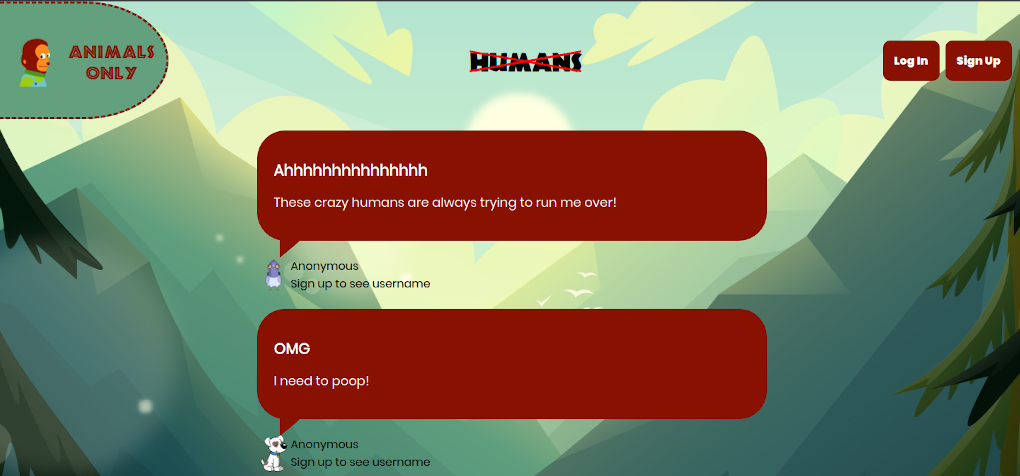 ANIMALS
ONLY
HUMANS
Log In
Sign Up
Ahhhhhhhhhhhhhhhh
These crazy humans are always trying to run me over!
Anonymous
Sign up to see username
OMG
I need to poop!
Anonymous
Sign up to see username